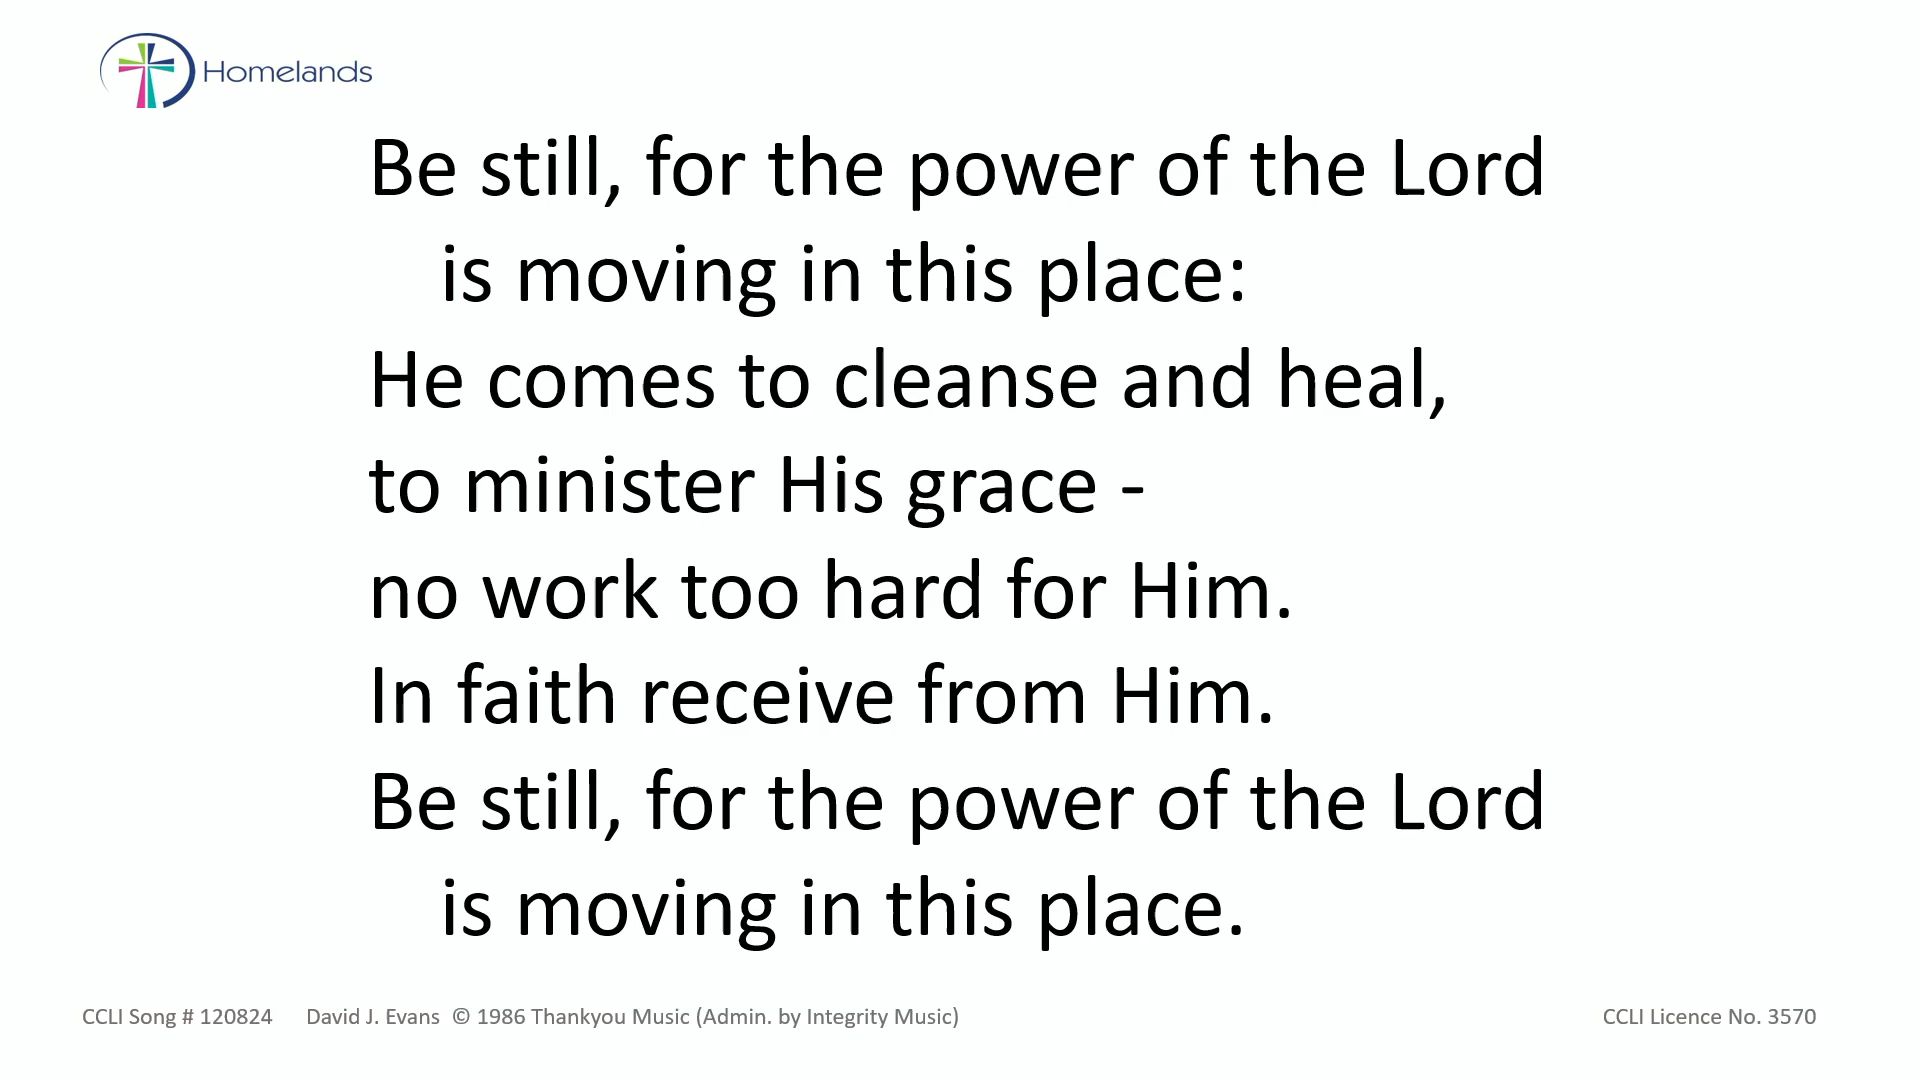 Homelands
Be still, for the power of the Lord
is moving in this place:
He comes to cleanse and heal,
to minister His grace -
no work too hard for Him.
In faith receive from Him.
Be still, for the power of the Lord
is moving in this place.
CCLI Song # 120824 David J. Evans © 1986 Thankyou Music (Admin. by Integrity Music) CCLI Licence No. 3570